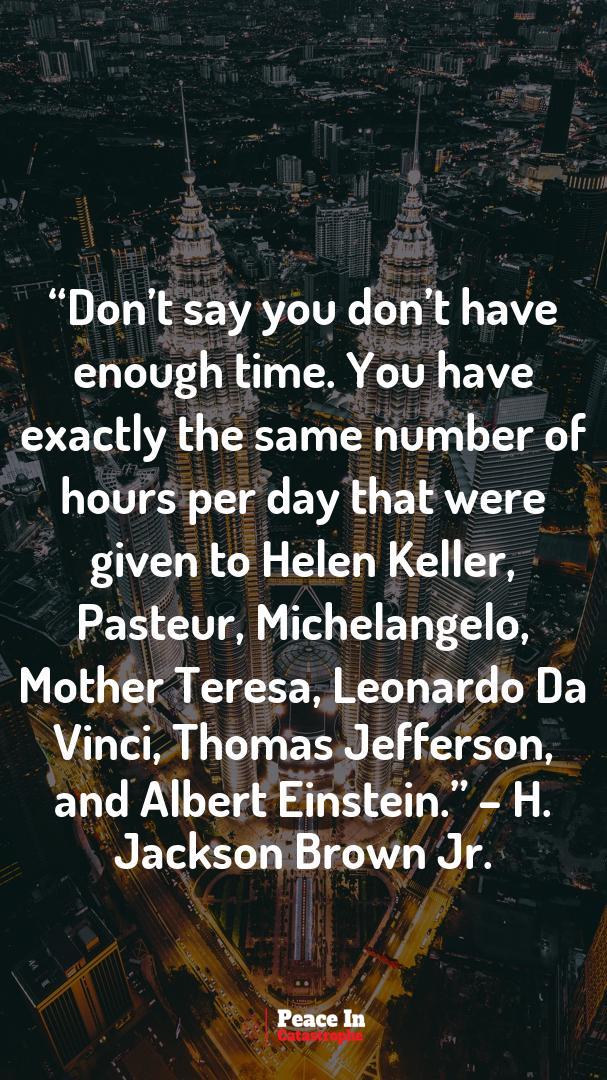 “Don’t say you don’t have
enough time. You have
exactly the same number of
hours per day that were
given to Helen Keller,
Pasteur, Michelangelo,
Mother Teresa, Leonardo Da
Vinci, Thomas Jefferson,
and Albert Einstein.” – H.
Jackson Brown Jr.
Peace In
Catastrophe